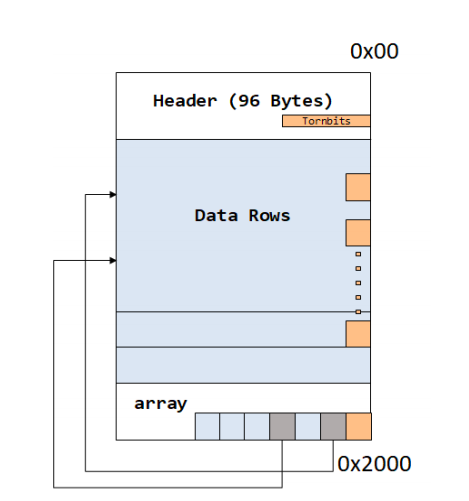 0x00
Header (96 Bytes)
Tornbits
Data Rows
array
0x2000